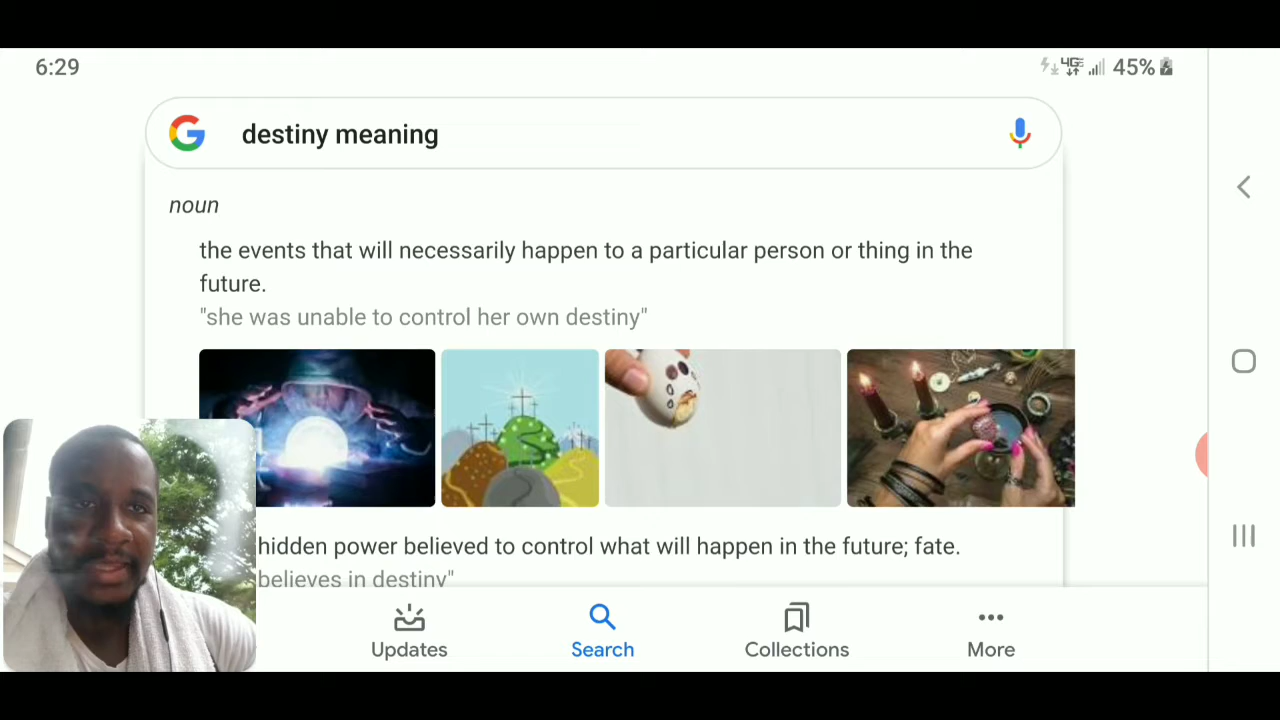 6:29
4G 45%
destiny meaning
noun
the events that will necessarily happen to a particular person or thing in the
future.
"she was unable to control her own destiny"
hidden power believed to control what will happen in the future; fate.
believes in destiny"
Updates
Search
Collections
More